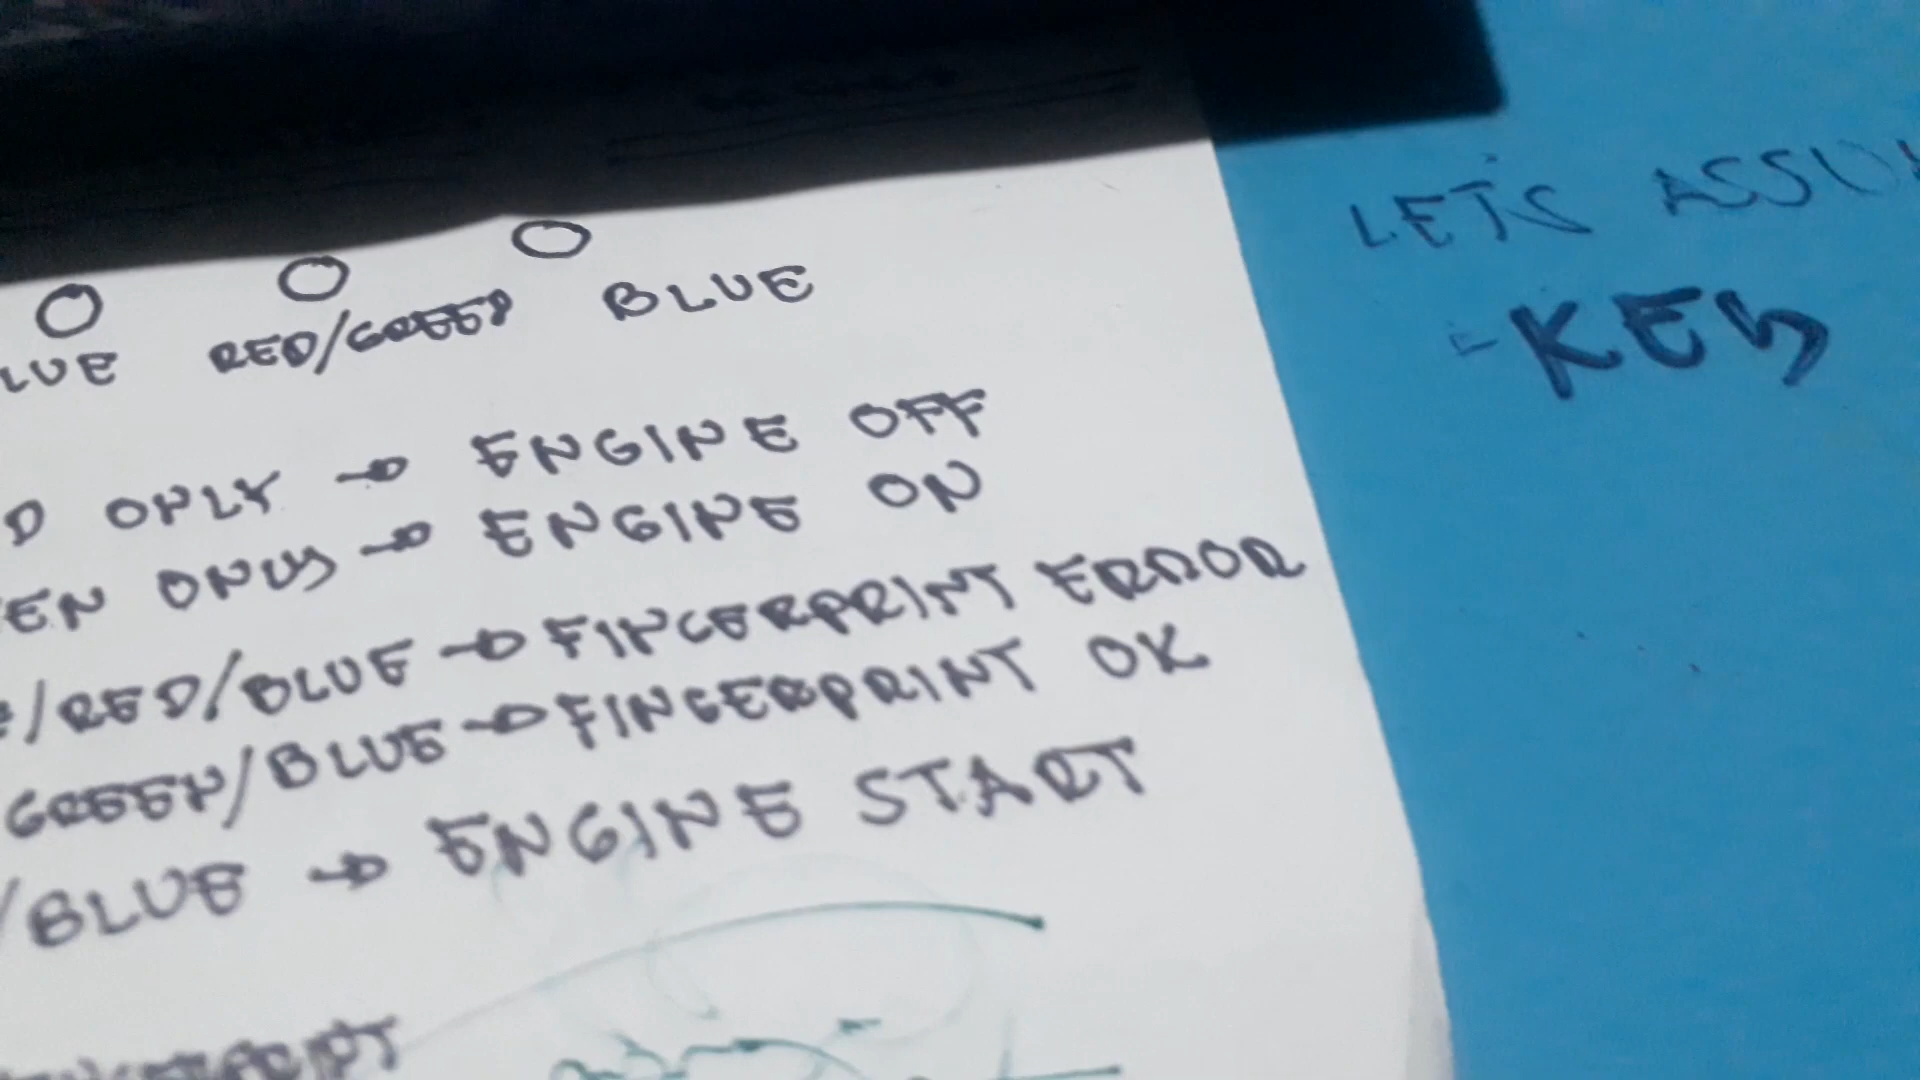 LUE RED/GREEN BLUE
D ONLY → ENGINE OFF
EN ONLY → ENGINE ON
/RED/BLUE → FINGERPRINT ERROR
GREEN/BLUE → FINGERPRINT OK
/BLUE → ENGINE START
LETS ASSU
-KEY